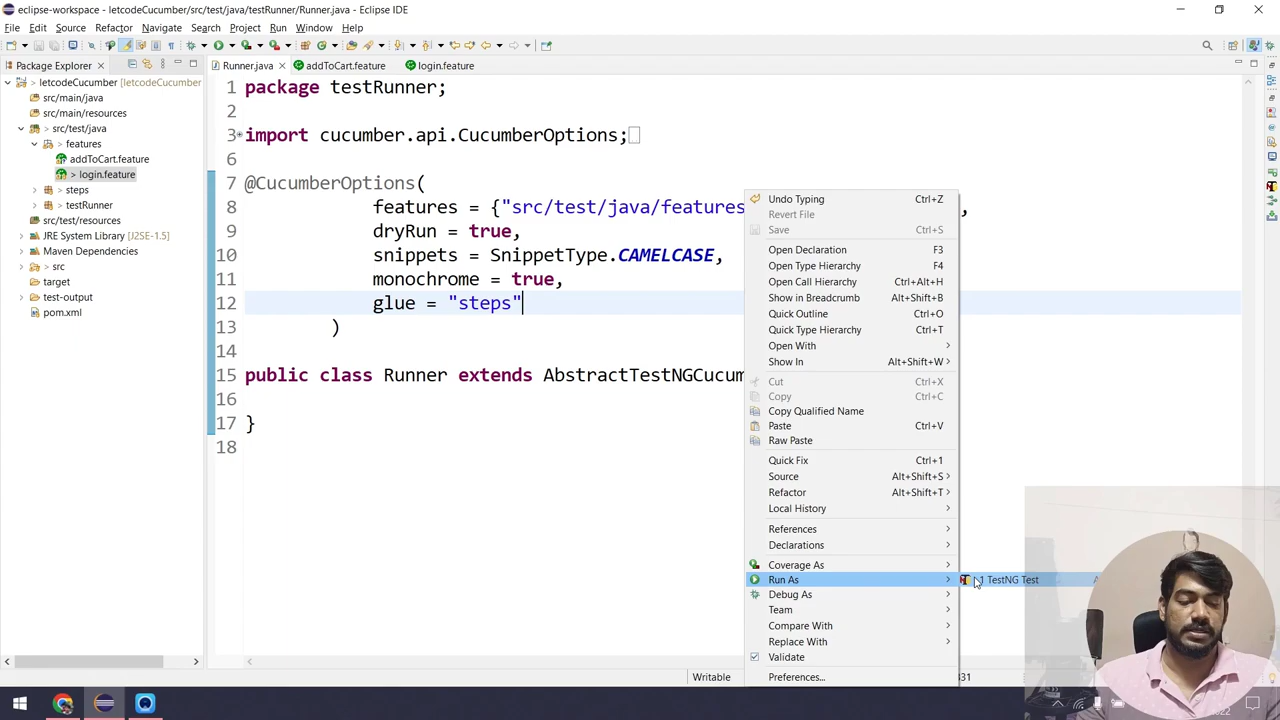 eclipse-workspace - letcodeCucumber/src/test/java/testRunner/Runner.java - Eclipse IDE
File Edit Source Refactor Navigate Search Project Run Window Help
Package Explorer
letcodeCucumber [letcodeCucumber
src/main/java
src/main/resources
src/test/java
features
addToCart.feature
> login.feature
steps
testRunner
src/test/resources
JRE System Library [J2SE-1.5]
Maven Dependencies
src
target
test-output
pom.xml
Runner.java addToCart.feature login.feature
1 package testRunner;
2
3 import cucumber.api.CucumberOptions;
6
7 @CucumberOptions(
8 features = {"src/test/java/features ,
9 dryRun = true,
10 snippets = SnippetType.CAMELCASE,
11 monochrome = true,
12 glue = "steps"
13 )
14
15 public class Runner extends AbstractTestNGCucum
16
17 }
18
Undo Typing Ctrl+Z
Revert File
Save Ctrl+S
Open Declaration F3
Open Type Hierarchy F4
Open Call Hierarchy Ctrl+Alt+H
Show in Breadcrumb Alt+Shift+B
Quick Outline Ctrl+O
Quick Type Hierarchy Ctrl+T
Open With
Show In Alt+Shift+W
Cut Ctrl+X
Copy Ctrl+C
Copy Qualified Name
Paste Ctrl+V
Raw Paste
Quick Fix Ctrl+1
Source Alt+Shift+S
Refactor Alt+Shift+T
Local History
References
Declarations
Coverage As
Run As
Debug As
Team
Compare With
Replace With
Validate
Preferences...
1 TestNG Test
Writable
331